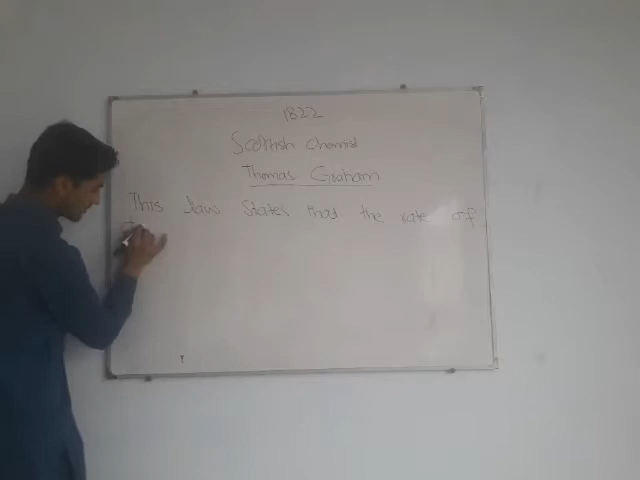 1822
Scottish Chemist
Thomas Graham
This law States that the rate of